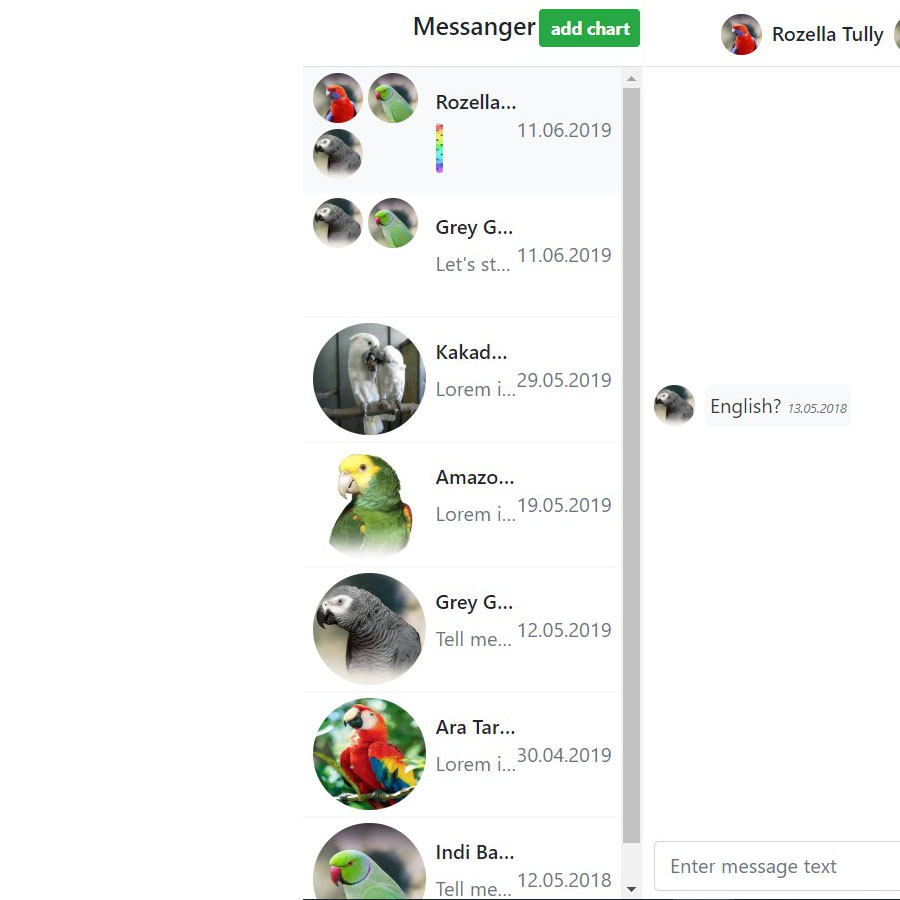 Messanger add chart
Rozella Tully
Rozella...
11.06.2019
Grey G...
11.06.2019
Let's st...
Kakad...
29.05.2019
Lorem i...
English? 13.05.2018
Amazo...
19.05.2019
Lorem i...
Grey G...
12.05.2019
Tell me...
Ara Tar...
30.04.2019
Lorem i...
Indi Ba...
12.05.2018
Tell me...
Enter message text